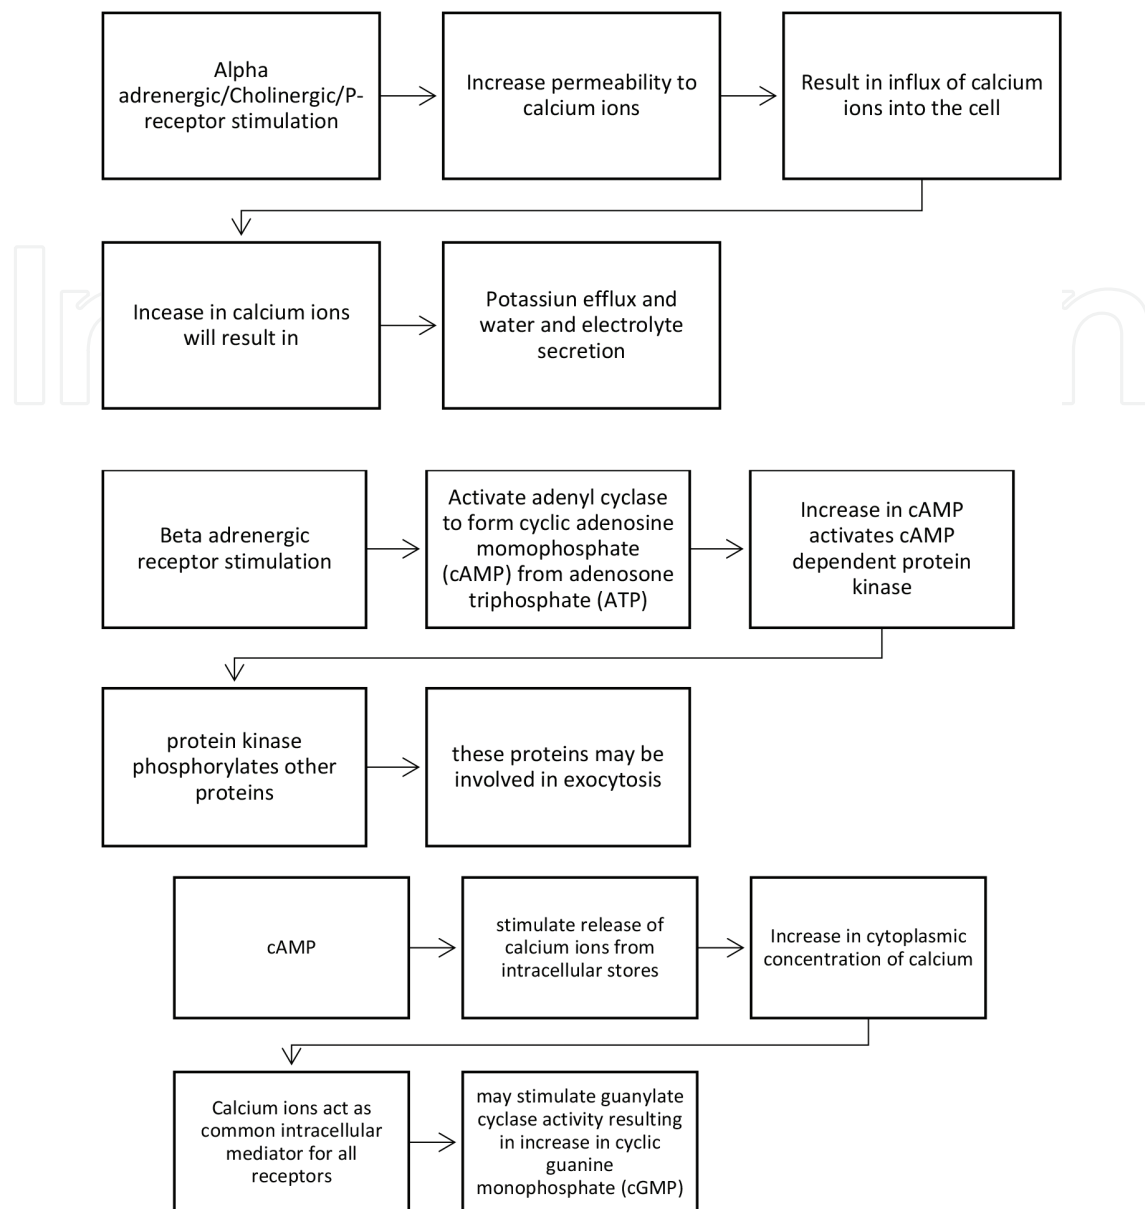 Alpha
adrenergic/Cholinergic/P-
receptor stimulation
Increase permeability to
calcium ions
Result in influx of calcium
ions into the cell
Incease in calcium ions
will result in
Potassiun efflux and
water and electrolyte
secretion
Beta adrenergic
receptor stimulation
Activate adenyl cyclase
to form cyclic adenosine
momophosphate
(cAMP) from adenosone
triphosphate (ATP)
Increase in cAMP
activates cAMP
dependent protein
kinase
protein kinase
phosphorylates other
proteins
these proteins may be
involved in exocytosis
cAMP
stimulate release of
calcium ions from
intracellular stores
Increase in cytoplasmic
concentration of calcium
Calcium ions act as
common intracellular
mediator for all
receptors
may stimulate guanylate
cyclase activity resulting
in increase in cyclic
guanine
monophosphate (cGMP)